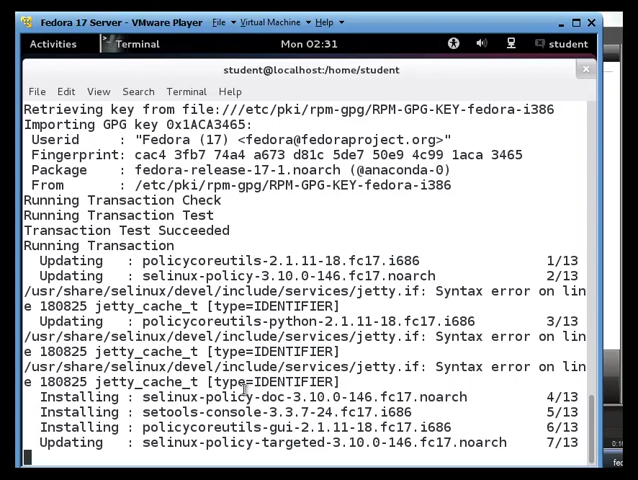 Fedora 17 Server - VMware Player File Virtual Machine Help
Activities Terminal Mon 02:31 student
student@localhost:/home/student
File Edit View Search Terminal Help
Retrieving key from file:///etc/pki/rpm-gpg/RPM-GPG-KEY-fedora-i386
Importing GPG key 0x1ACA3465:
Userid : "Fedora (17) <fedora@fedoraproject.org>"
Fingerprint: cac4 3fb7 74a4 a673 d81c 5de7 50e9 4c99 1aca 3465
Package : fedora-release-17-1.noarch (@anaconda-0)
From : /etc/pki/rpm-gpg/RPM-GPG-KEY-fedora-i386
Running Transaction Check
Running Transaction Test
Transaction Test Succeeded
Running Transaction
Updating : policycoreutils-2.1.11-18.fc17.i686 1/13
Updating : selinux-policy-3.10.0-146.fc17.noarch 2/13
/usr/share/selinux/devel/include/services/jetty.if: Syntax error on lin
e 180825 jetty_cache_t [type=IDENTIFIER]
Updating : policycoreutils-python-2.1.11-18.fc17.i686 3/13
/usr/share/selinux/devel/include/services/jetty.if: Syntax error on lin
e 180825 jetty_cache_t [type=IDENTIFIER]
/usr/share/selinux/devel/include/services/jetty.if: Syntax error on lin
e 180825 jetty_cache_t [type=IDENTIFIER]
Installing : selinux-policy-doc-3.10.0-146.fc17.noarch 4/13
Installing : setools-console-3.3.7-24.fc17.i686 5/13
Installing : policycoreutils-gui-2.1.11-18.fc17.i686 6/13
Updating : selinux-policy-targeted-3.10.0-146.fc17.noarch 7/13